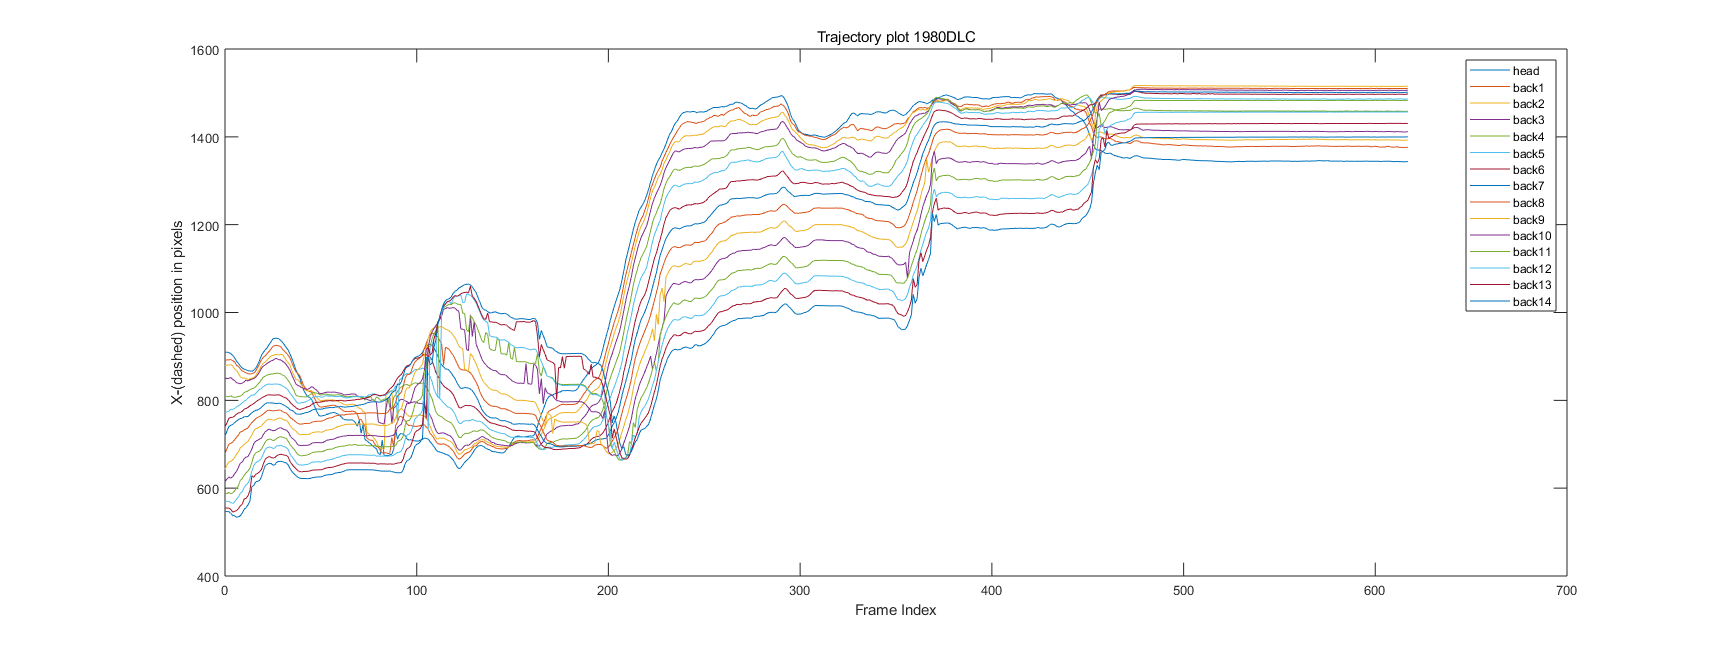 Trajectory plot 1980DLC
1600
1400
1200
1000
800
600
400
0
100
200
300
400
500
600
700
X-(dashed) position in pixels
Frame Index
head
back1
back2
back3
back4
back5
back6
back7
back8
back9
back10
back11
back12
back13
back14